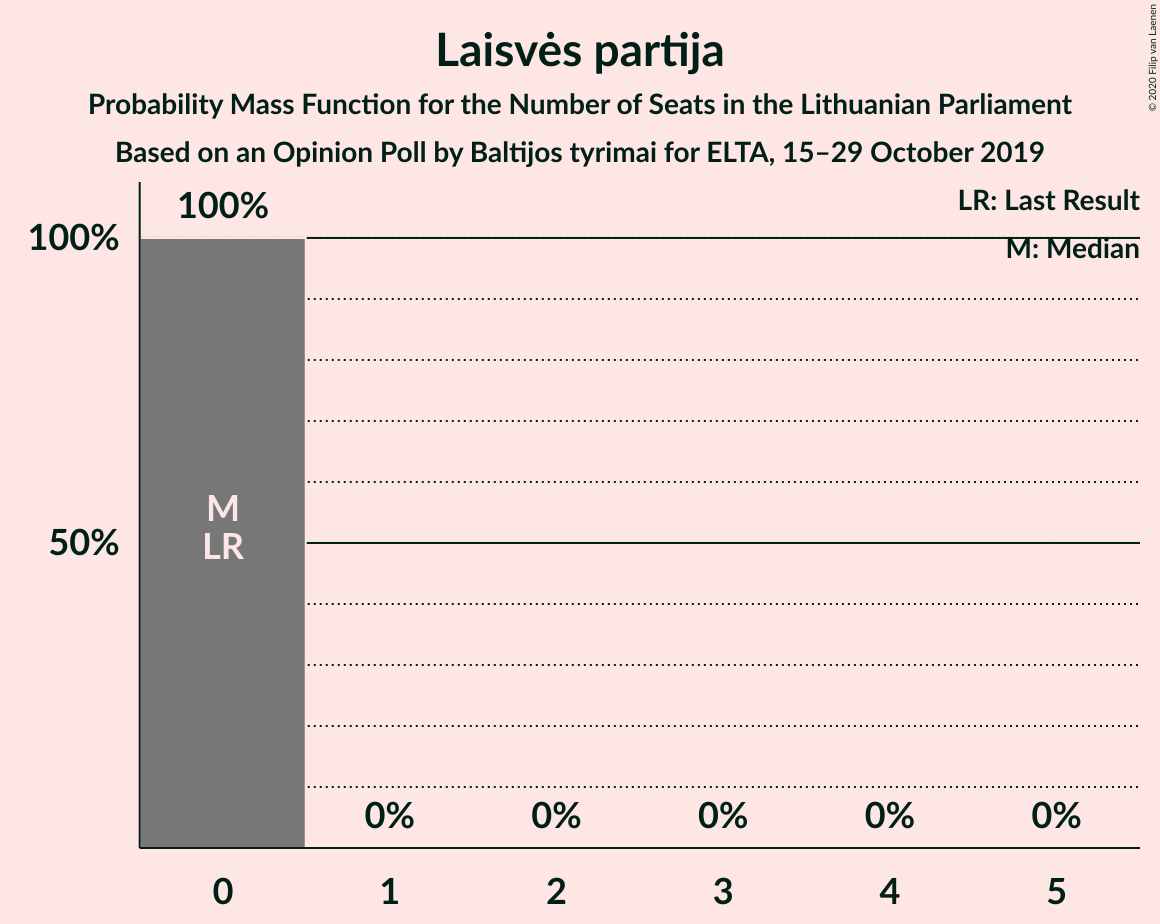 Laisvės partija
Probability Mass Function for the Number of Seats in the Lithuanian Parliament
Based on an Opinion Poll by Baltijos tyrimai for ELTA, 15–29 October 2019
© 2020 Filip van Laenen
LR: Last Result
M: Median
100%
100%
50%
M
LR
0% 0% 0% 0% 0%
0 1 2 3 4 5